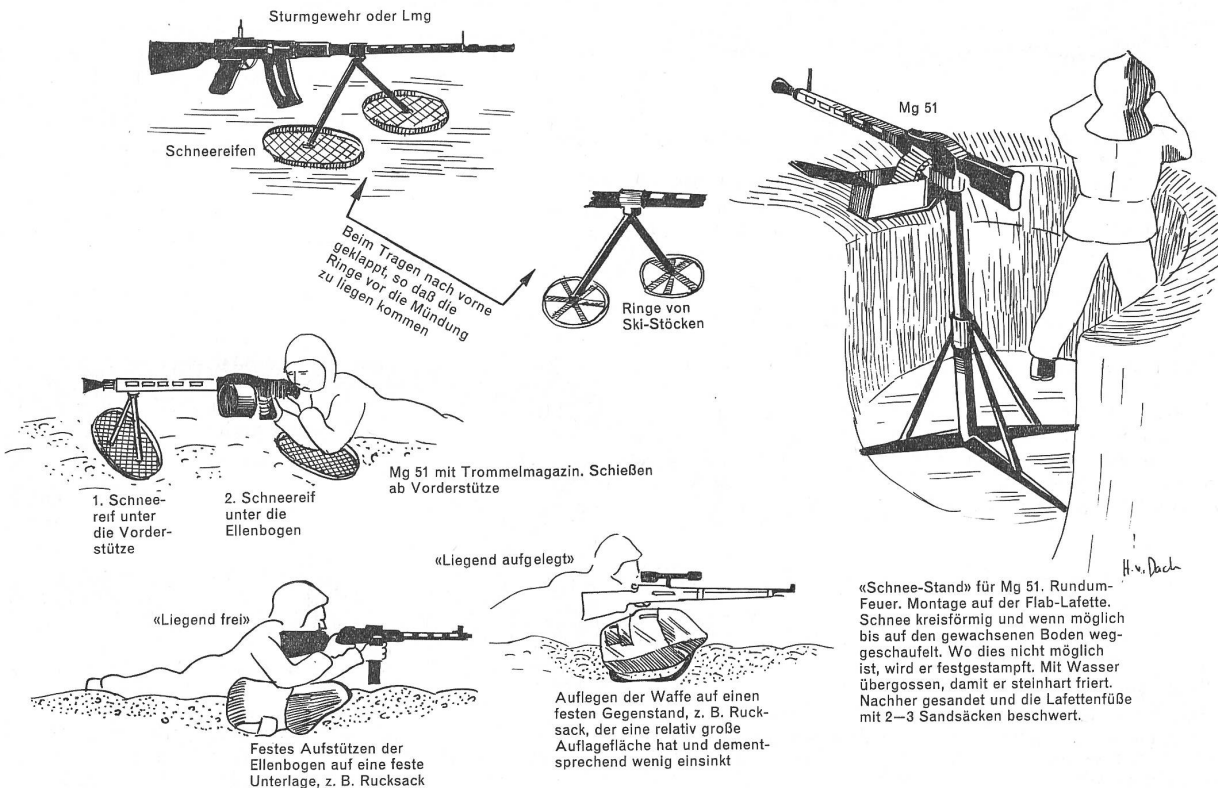 Sturmgewehr oder Lmg
Schneereifen
Beim Tragen nach vorne
geklappt, so daß die
Ringe vor die Mündung
zu liegen kommen
Ringe von
Ski-Stöcken
Mg 51
Mg 51 mit Trommelmagazin. Schießen
ab Vorderstütze
1. Schnee-
reif unter
die Vorder-
stütze
2. Schneereif
unter die
Ellenbogen
«Liegend frei»
Festes Aufstützen der
Ellenbogen auf eine feste
Unterlage, z. B. Rucksack
«Liegend aufgelegt»
Auflegen der Waffe auf einen
festen Gegenstand, z. B. Ruck-
sack, der eine relativ große
Auflagefläche hat und dement-
sprechend wenig einsinkt
H. v. Dach
«Schnee-Stand» für Mg 51. Rundum-
Feuer. Montage auf der Flab-Lafette.
Schnee kreisförmig und wenn möglich
bis auf den gewachsenen Boden weg-
geschaufelt. Wo dies nicht möglich
ist, wird er festgestampft. Mit Wasser
übergossen, damit er steinhart friert.
Nachher gesandet und die Lafettenfüße
mit 2—3 Sandsäcken beschwert.